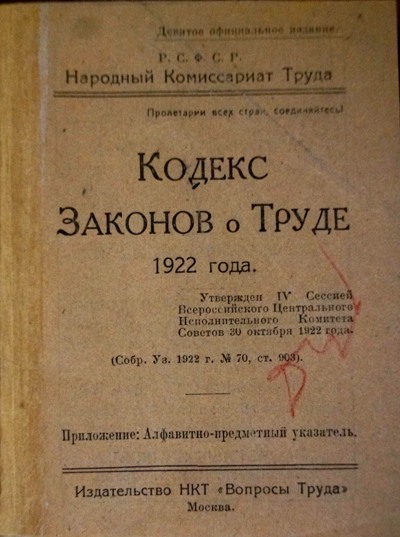 Девятое официальное издание.
Р. С. Ф. С. Р.
Народный Комиссариат Труда
Пролетарии всех стран, соединяйтесь!
КОДЕКС
ЗАКОНОВ о ТРУДЕ
1922 года.
Утвержден IV Сессией
Всероссийского Центрального
Исполнительного Комитета
Советов 30 октября 1922 года.
(Собр. Уз. 1922 г. № 70, ст. 903).
Приложение: Алфавитно-предметный указатель.
Издательство НКТ «Вопросы Труда»
Москва.